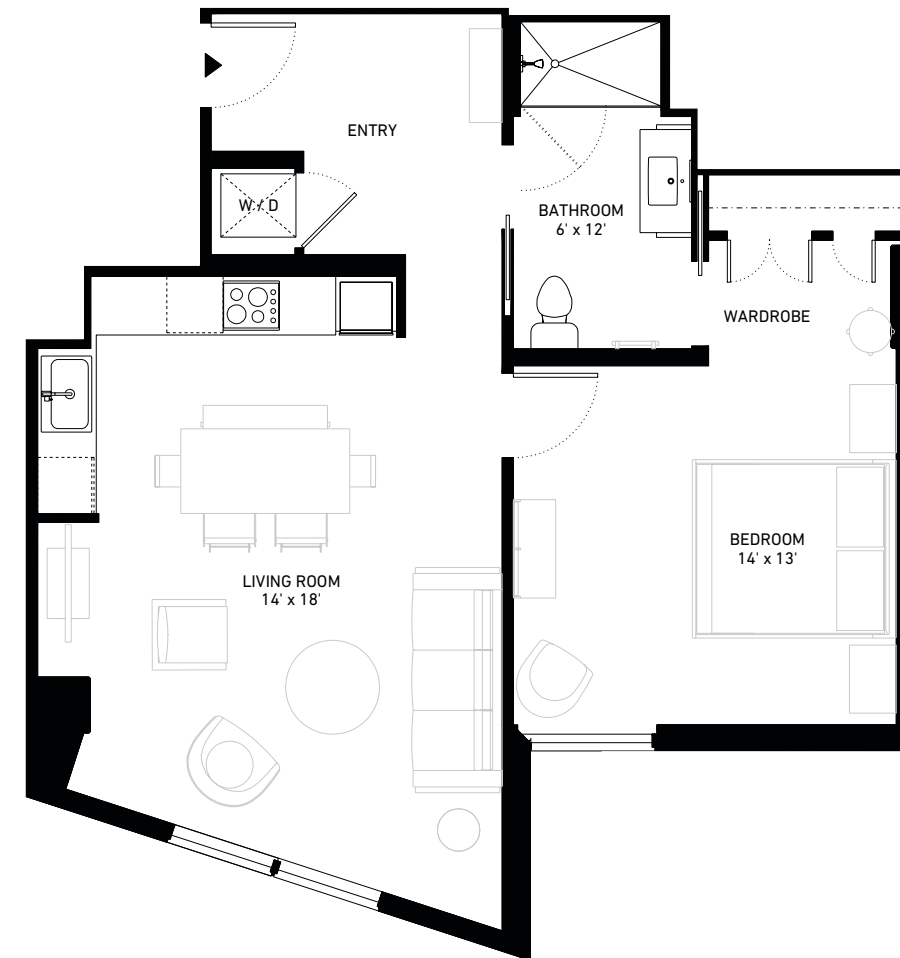 ENTRY
W / D
BATHROOM
6' x 12'
WARDROBE
BEDROOM
14' x 13'
LIVING ROOM
14' x 18'